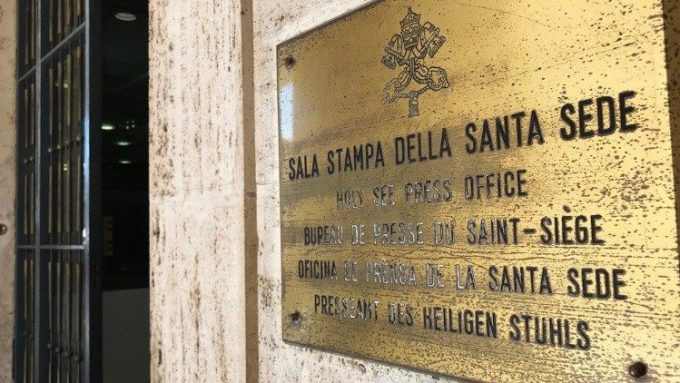 SALA STAMPA DELLA SANTA SEDE
HOLY SEE PRESS OFFICE
BUREAU DE PRESSE DU SAINT-SIÈGE
OFICINA DE PRENSA DE LA SANTA SEDE
PRESSEAMT DES HEILIGEN STUHLS